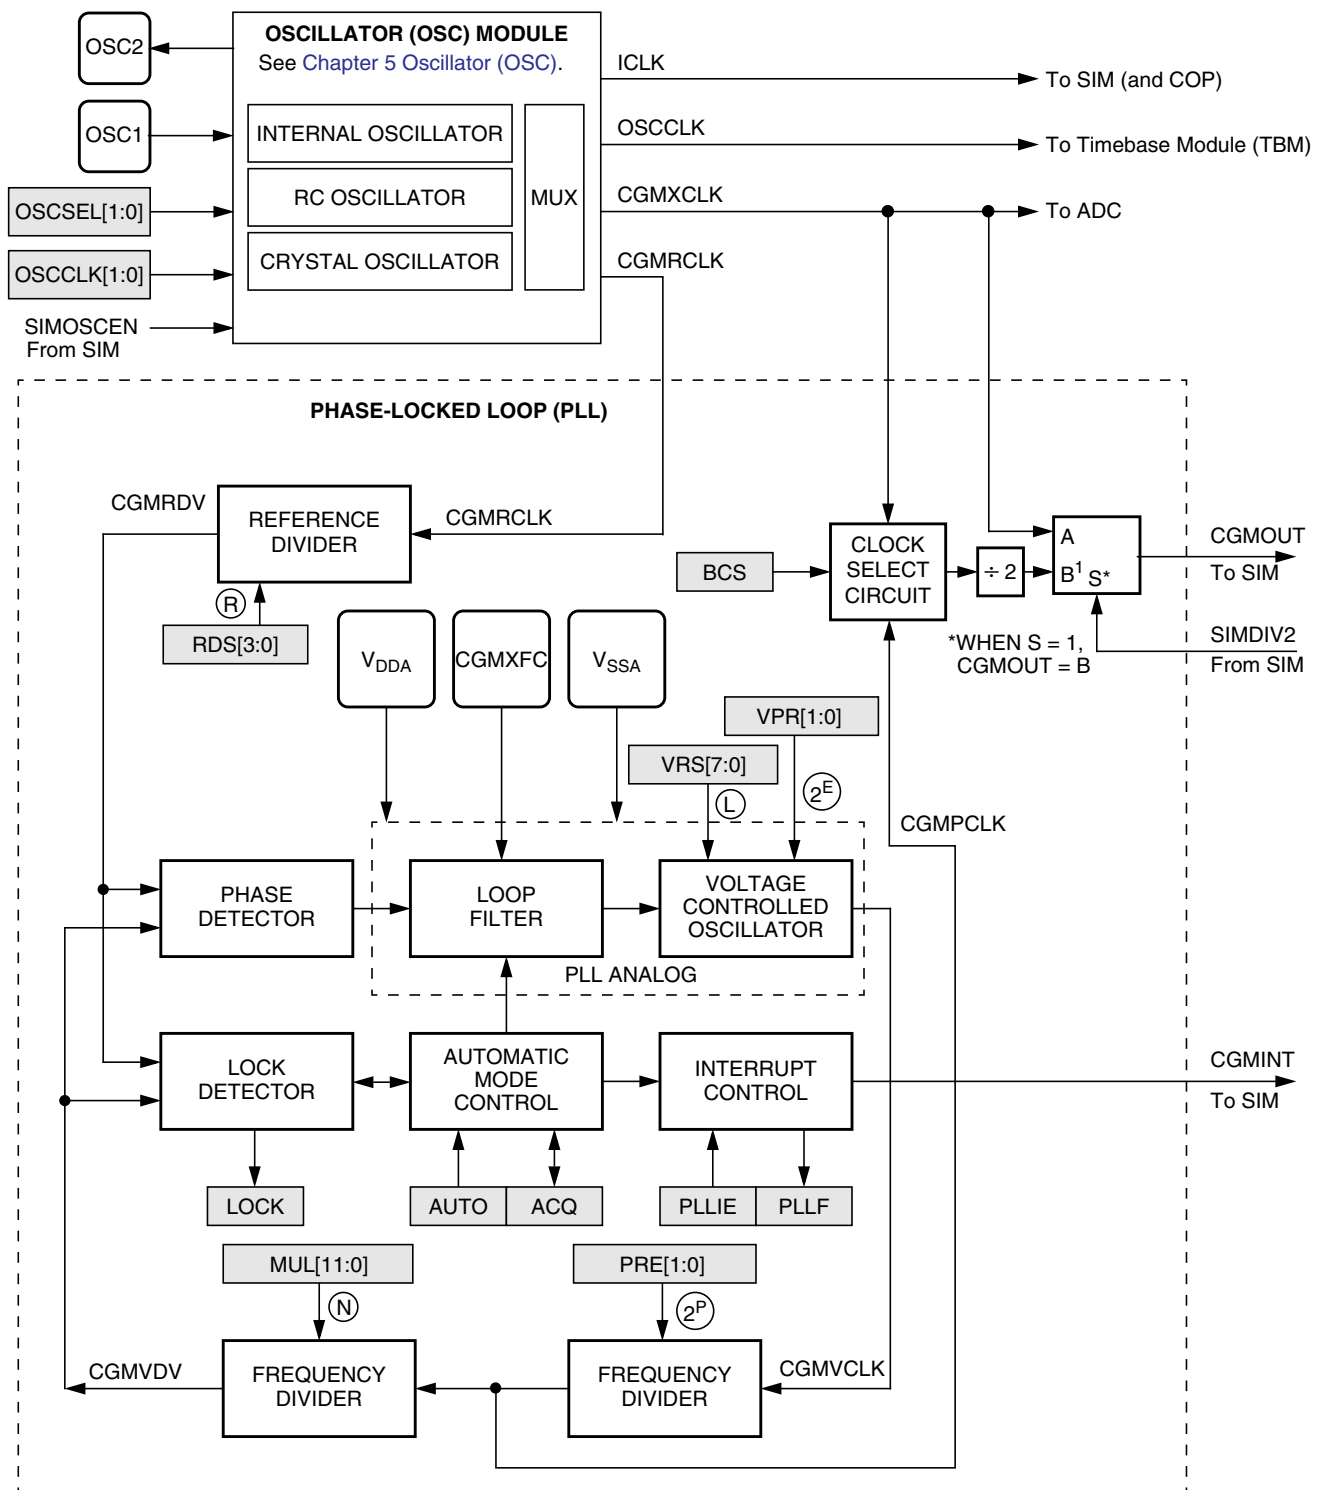 OSC2
OSCILLATOR (OSC) MODULE
See Chapter 5 Oscillator (OSC).
ICLK
To SIM (and COP)
OSC1
INTERNAL OSCILLATOR
OSCCLK
To Timebase Module (TBM)
OSCSEL[1:0]
RC OSCILLATOR
MUX
CGMXCLK
To ADC
OSCCLK[1:0]
CRYSTAL OSCILLATOR
CGMRCLK
SIMOSCEN
From SIM
PHASE-LOCKED LOOP (PLL)
CGMRDV
REFERENCE
DIVIDER
CGMRCLK
R
RDS[3:0]
BCS
CLOCK
SELECT
CIRCUIT
÷ 2
A
B¹ S*
CGMOUT
To SIM
*WHEN S = 1,
CGMOUT = B
SIMDIV2
From SIM
VDDA
CGMXFC
VSSA
VPR[1:0]
VRS[7:0]
L
2ᴱ
CGMPCLK
PHASE
DETECTOR
LOOP
FILTER
VOLTAGE
CONTROLLED
OSCILLATOR
PLL ANALOG
LOCK
DETECTOR
AUTOMATIC
MODE
CONTROL
INTERRUPT
CONTROL
CGMINT
To SIM
LOCK
AUTO
ACQ
PLLIE
PLLF
MUL[11:0]
PRE[1:0]
N
2ᴾ
CGMVDV
FREQUENCY
DIVIDER
FREQUENCY
DIVIDER
CGMVCLK